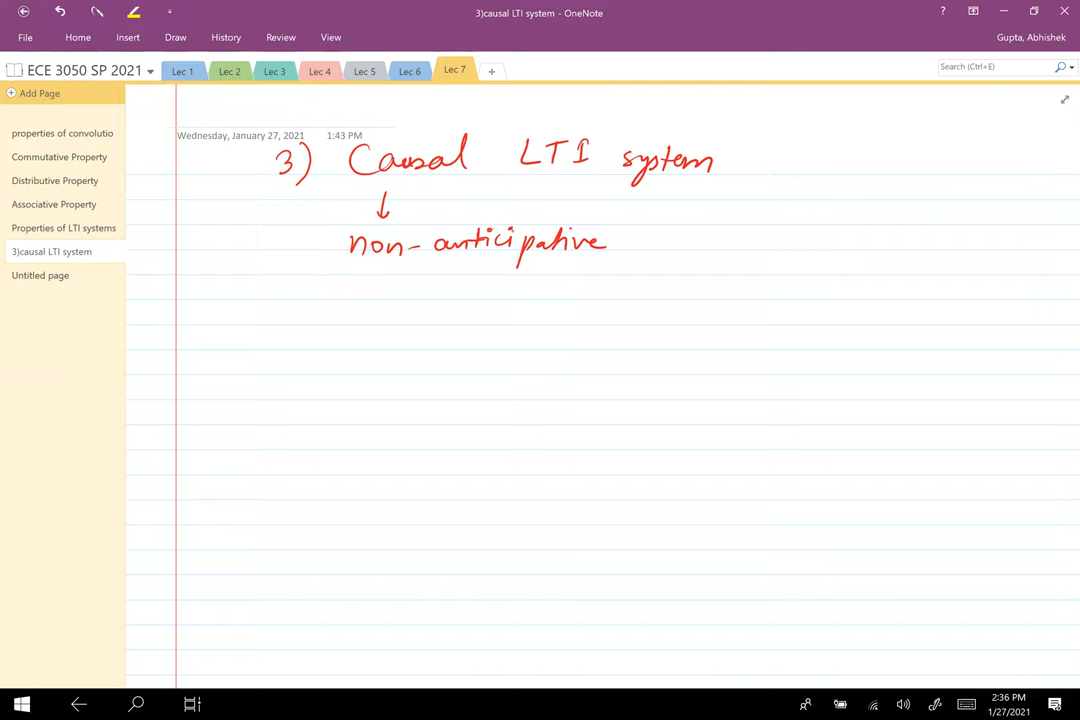 3)causal LTI system - OneNote
?
File Home Insert Draw History Review View
Gupta, Abhishek
ECE 3050 SP 2021
Lec 1 Lec 2 Lec 3 Lec 4 Lec 5 Lec 6 Lec 7 +
Search (Ctrl+E)
Add Page
properties of convolutio
Commutative Property
Distributive Property
Associative Property
Properties of LTI systems
3)causal LTI system
Untitled page
Wednesday, January 27, 2021 1:43 PM
3) Causal LTI system
↓
non-anticipative
2:36 PM
1/27/2021